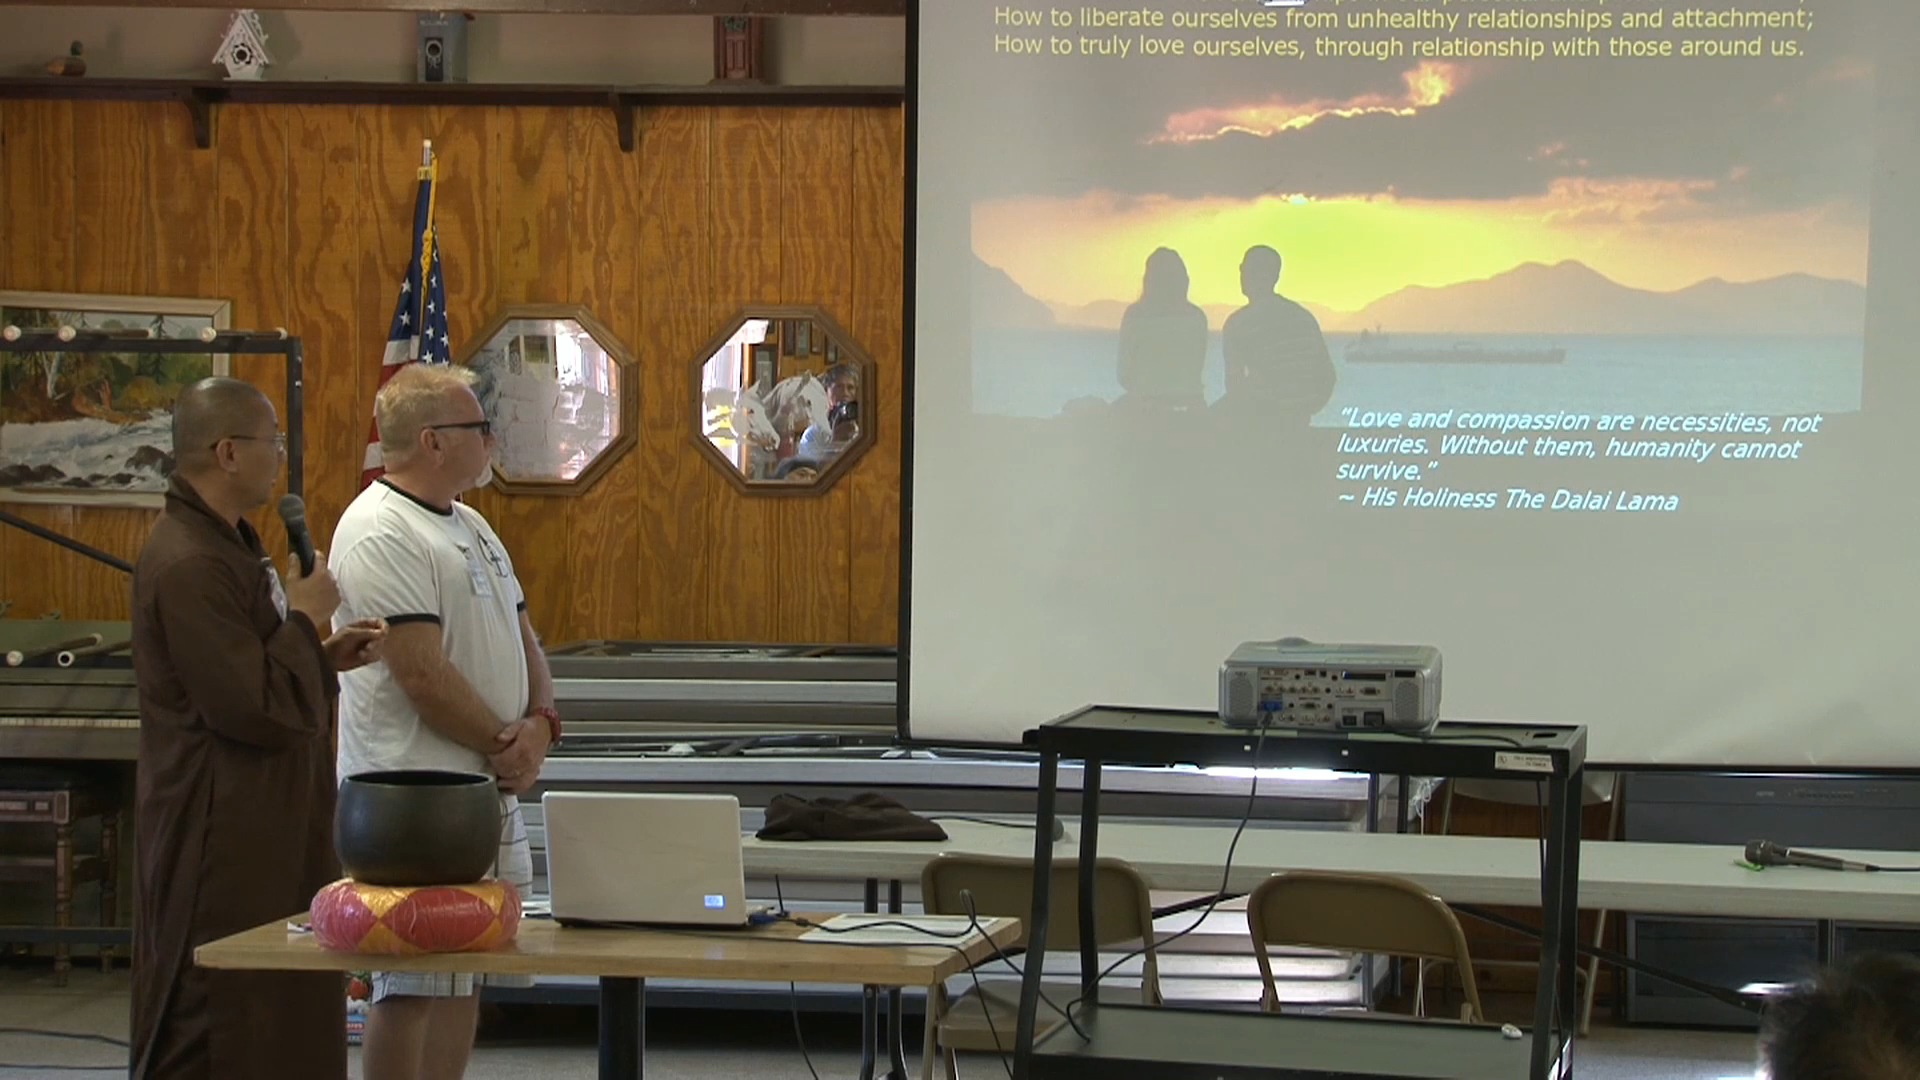 How to liberate ourselves from unhealthy relationships and attachment;
How to truly love ourselves, through relationship with those around us.
“Love and compassion are necessities, not
luxuries. Without them, humanity cannot
survive.”
~ His Holiness The Dalai Lama